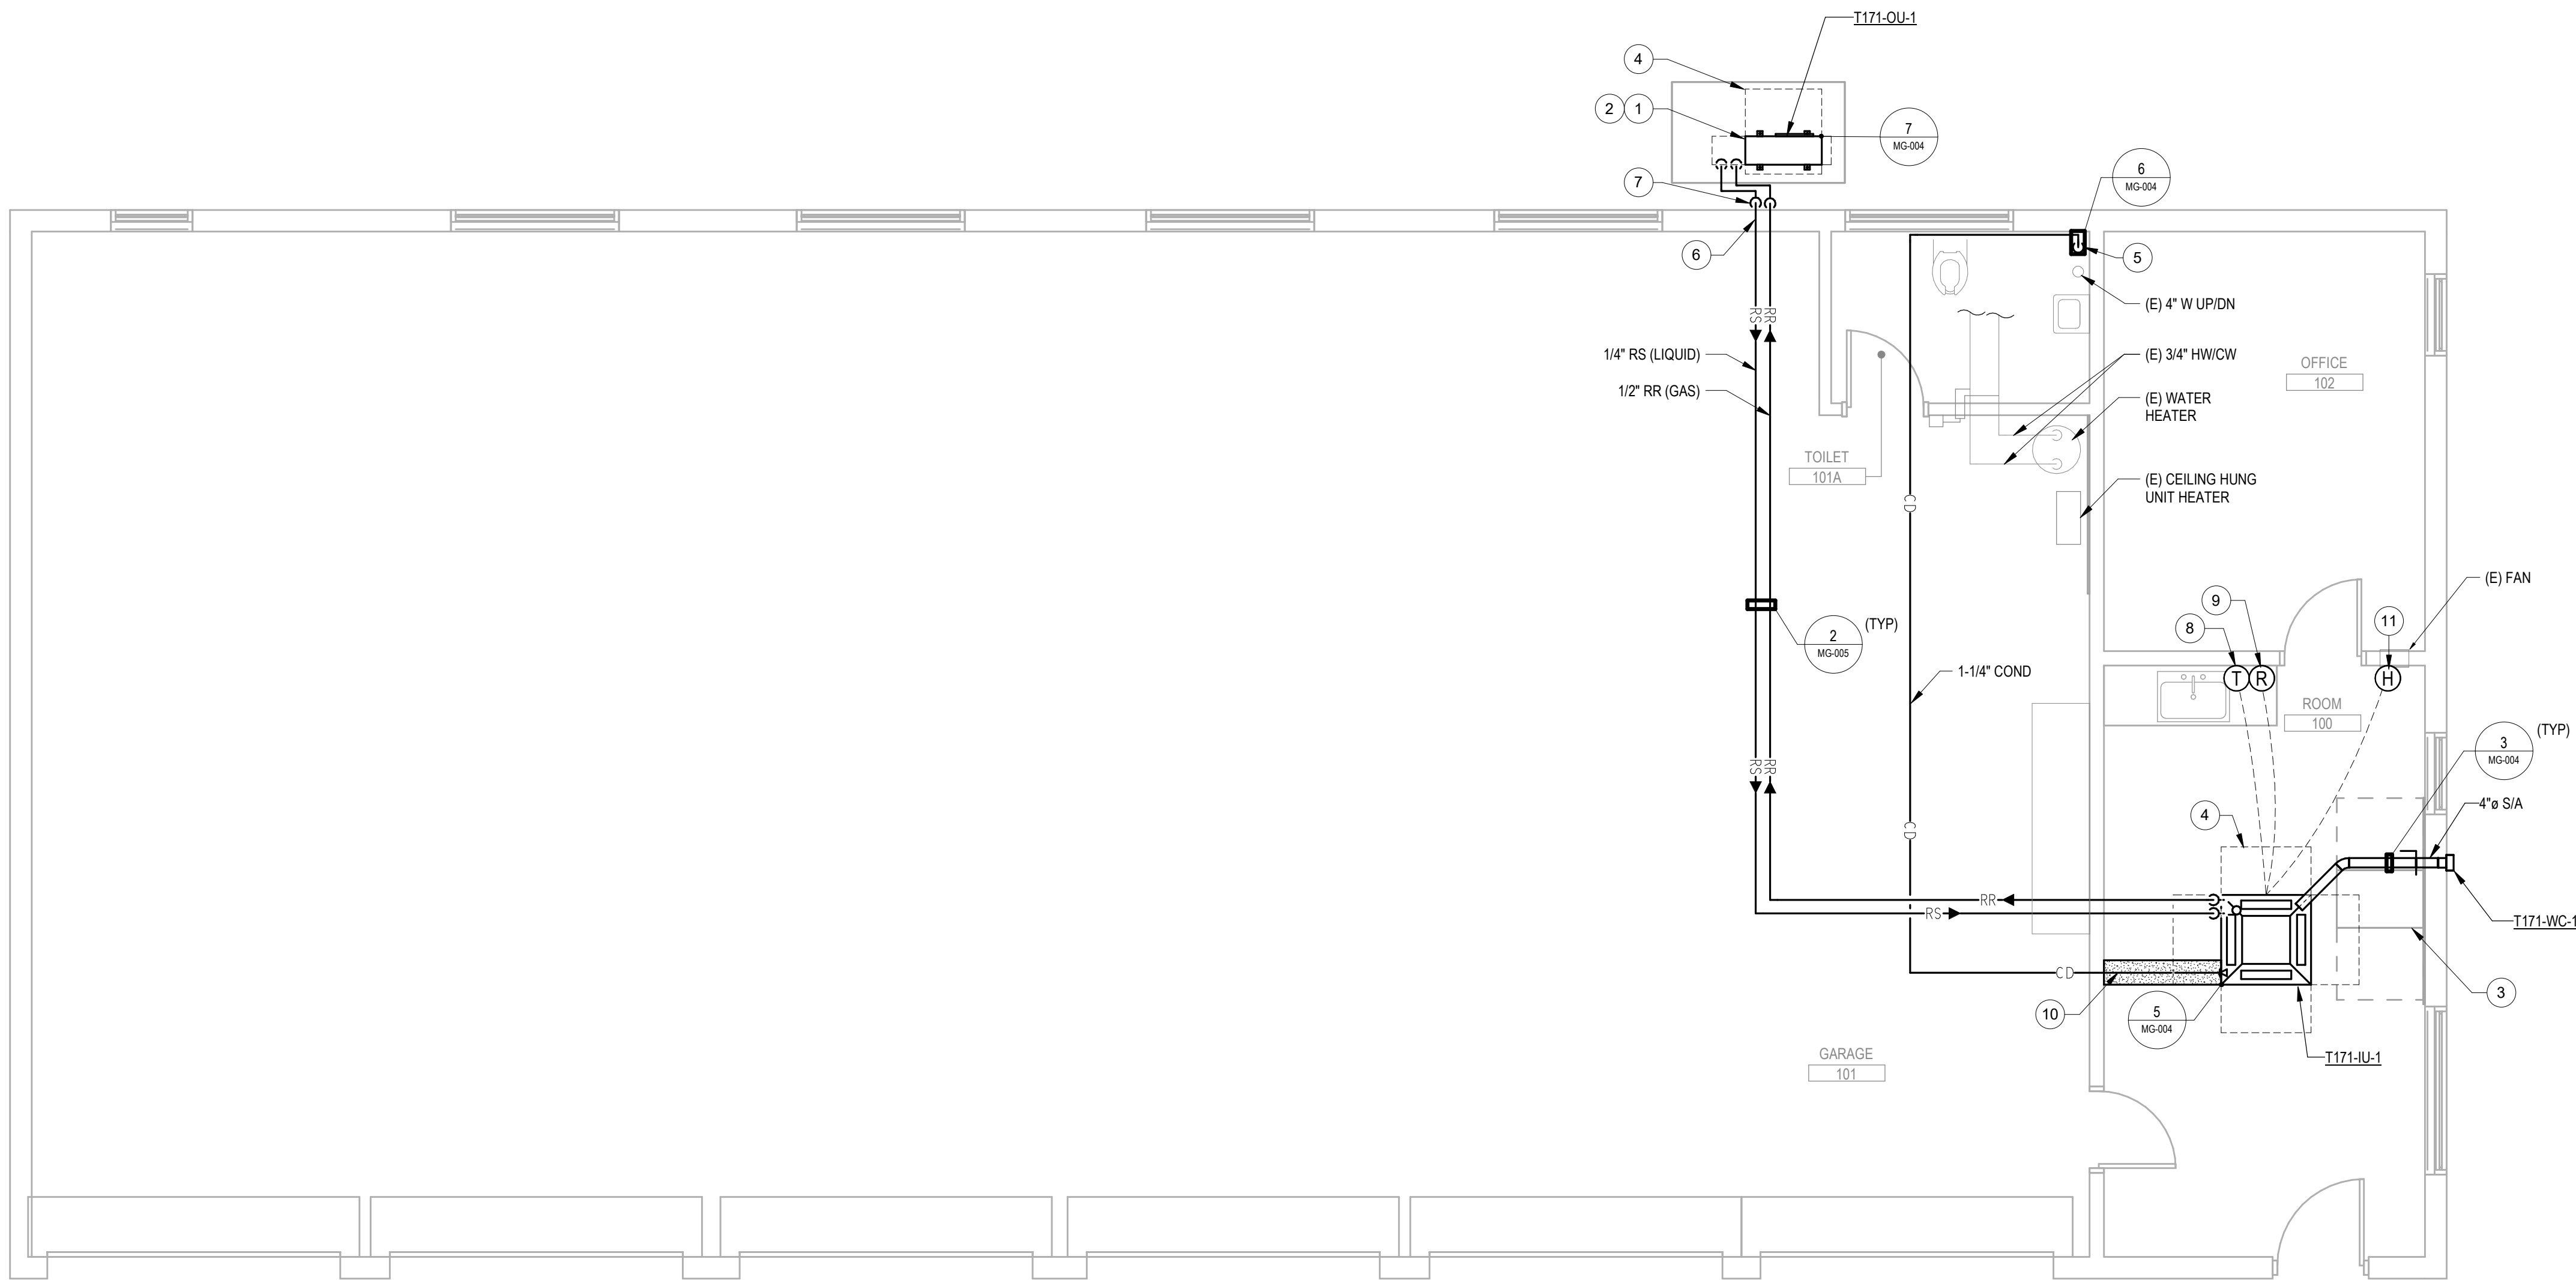 T171-OU-1
4
2
1
7
MG-004
7
6
MG-004
6
5
(E) 4" W UP/DN
RS
RR
1/4" RS (LIQUID)
(E) 3/4" HW/CW
OFFICE
102
1/2" RR (GAS)
(E) WATER
HEATER
TOILET
101A
(E) CEILING HUNG
UNIT HEATER
CD
(E) FAN
9
8
11
2
MG-005
(TYP)
1-1/4" COND
T
R
H
ROOM
100
3
MG-004
(TYP)
RS
RR
4"ø S/A
4
CD
RR
RS
T171-WC-1
CD
3
10
5
MG-004
T171-IU-1
GARAGE
101